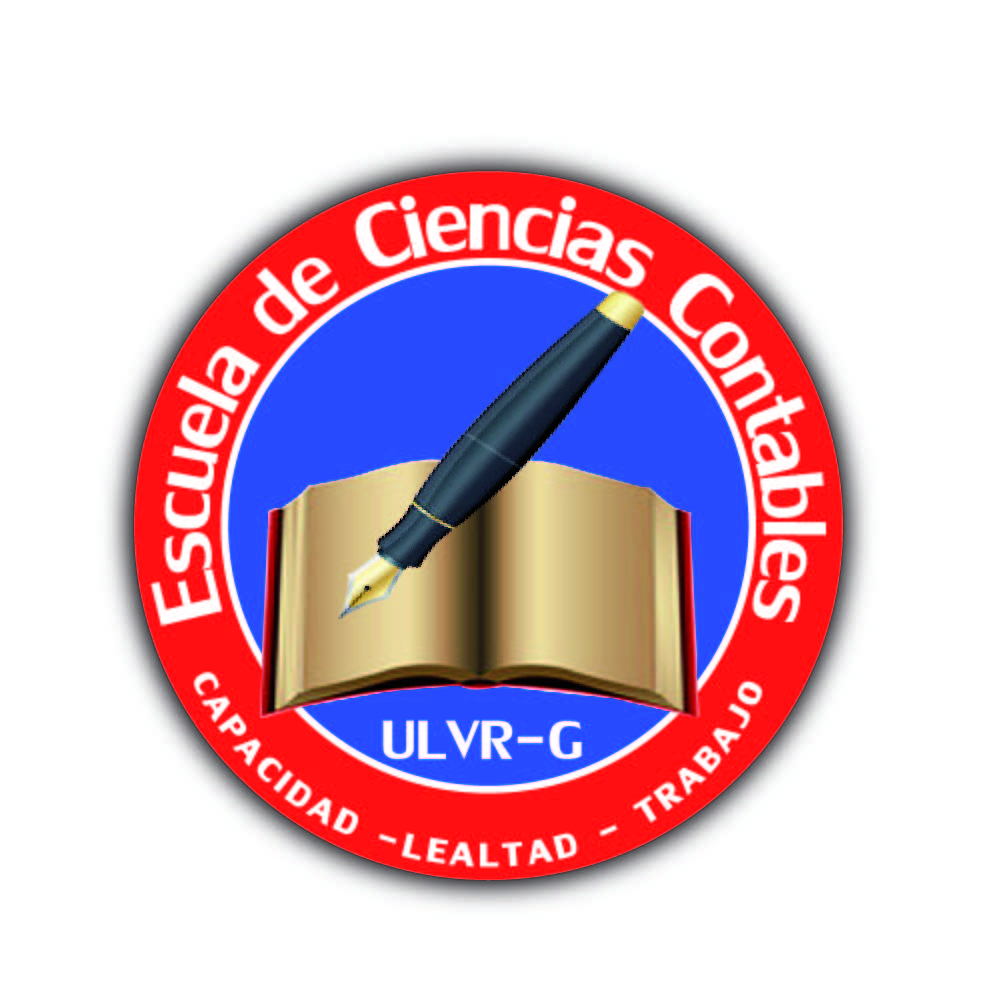 Escuela de Ciencias Contables
ULVR-G
CAPACIDAD -LEALTAD - TRABAJO